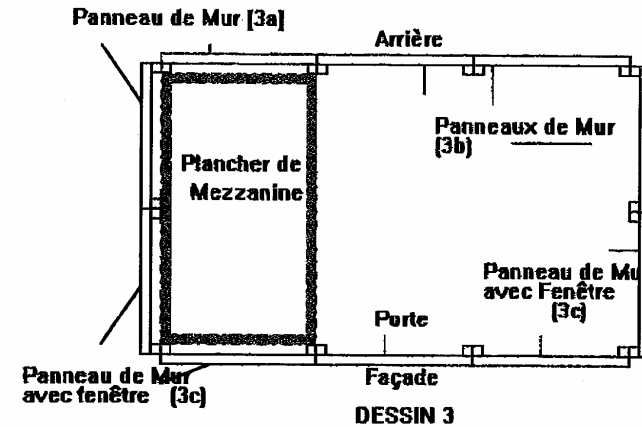 Panneau de Mur [3a]
Arrière
Panneaux de Mur
(3b)
Plancher de
Mezzanine
Panneau de Mu
avec Fenêtre
(3c)
Porte
Panneau de Mur
avec fenêtre (3c)
Façade
DESSIN 3